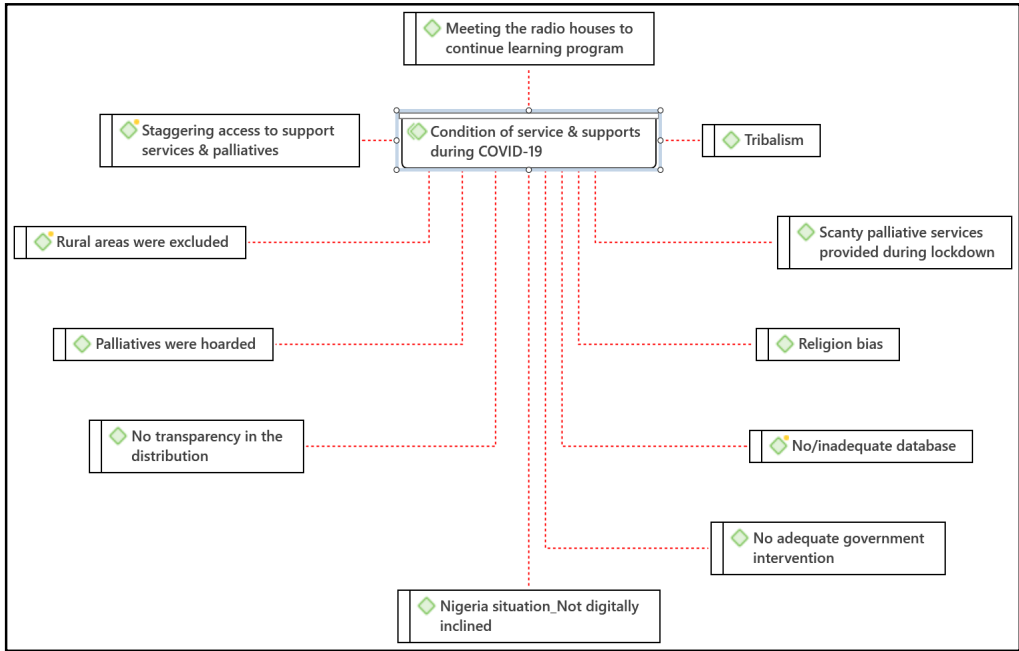 Meeting the radio houses to
continue learning program
Staggering access to support
services & palliatives
Condition of service & supports
during COVID-19
Tribalism
Rural areas were excluded
Scanty palliative services
provided during lockdown
Palliatives were hoarded
Religion bias
No transparency in the
distribution
No/inadequate database
No adequate government
intervention
Nigeria situation_Not digitally
inclined